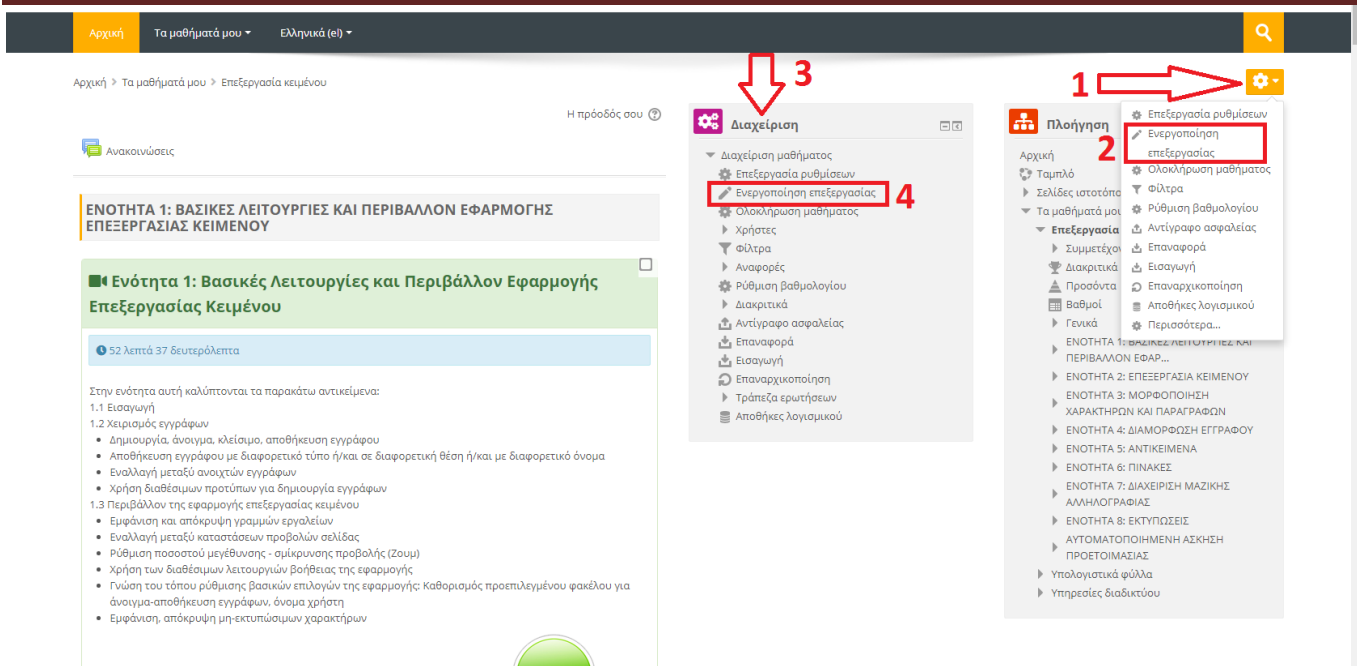 Αρχική Τα μαθήματά μου Ελληνικά (el)
Αρχική > Τα μαθήματά μου > Επεξεργασία κειμένου
Η πρόοδός σου
Ανακοινώσεις
ΕΝΟΤΗΤΑ 1: ΒΑΣΙΚΕΣ ΛΕΙΤΟΥΡΓΙΕΣ ΚΑΙ ΠΕΡΙΒΑΛΛΟΝ ΕΦΑΡΜΟΓΗΣ
ΕΠΕΞΕΡΓΑΣΙΑΣ ΚΕΙΜΕΝΟΥ
Ενότητα 1: Βασικές Λειτουργίες και Περιβάλλον Εφαρμογής
Επεξεργασίας Κειμένου
52 λεπτά 37 δευτερόλεπτα
Στην ενότητα αυτή καλύπτονται τα παρακάτω αντικείμενα:
1.1 Εισαγωγή
1.2 Χειρισμός εγγράφων
• Δημιουργία, άνοιγμα, κλείσιμο, αποθήκευση εγγράφου
• Αποθήκευση εγγράφου με διαφορετικό τύπο ή/και σε διαφορετική θέση ή/και με διαφορετικό όνομα
• Εναλλαγή μεταξύ ανοιχτών εγγράφων
• Χρήση διαθέσιμων προτύπων για δημιουργία εγγράφων
1.3 Περιβάλλον της εφαρμογής επεξεργασίας κειμένου
• Εμφάνιση και απόκρυψη γραμμών εργαλείων
• Εναλλαγή μεταξύ καταστάσεων προβολών σελίδας
• Ρύθμιση ποσοστού μεγέθυνσης - σμίκρυνσης προβολής (Ζουμ)
• Χρήση των διαθέσιμων λειτουργιών βοήθειας της εφαρμογής
• Γνώση του τόπου ρύθμισης βασικών επιλογών της εφαρμογής: Καθορισμός προεπιλεγμένου φακέλου για
άνοιγμα-αποθήκευση εγγράφων, όνομα χρήστη
• Εμφάνιση, απόκρυψη μη-εκτυπώσιμων χαρακτήρων
3
Διαχείριση
Διαχείριση μαθήματος
Επεξεργασία ρυθμίσεων
Ενεργοποίηση επεξεργασίας
4
Ολοκλήρωση μαθήματος
Χρήστες
Φίλτρα
Αναφορές
Ρύθμιση βαθμολογίου
Διακριτικά
Αντίγραφο ασφαλείας
Επαναφορά
Εισαγωγή
Επαναρχικοποίηση
Τράπεζα ερωτήσεων
Αποθήκες λογισμικού
1
2
Επεξεργασία ρυθμίσεων
Ενεργοποίηση
επεξεργασίας
Ολοκλήρωση μαθήματος
Φίλτρα
Ρύθμιση βαθμολογίου
Αντίγραφο ασφαλείας
Επαναφορά
Εισαγωγή
Επαναρχικοποίηση
Αποθήκες λογισμικού
Περισσότερα...
Πλοήγηση
Αρχική
Ταμπλό
Σελίδες ιστοτόπο
Τα μαθήματά μου
Επεξεργασία
Συμμετέχον
Διακριτικά
Προσόντα
Βαθμοί
Γενικά
ΕΝΟΤΗΤΑ 1: ΒΑΣΙΚΕΣ ΛΕΙΤΟΥΡΓΙΕΣ ΚΑΙ
ΠΕΡΙΒΑΛΛΟΝ ΕΦΑΡ...
ΕΝΟΤΗΤΑ 2: ΕΠΕΞΕΡΓΑΣΙΑ ΚΕΙΜΕΝΟΥ
ΕΝΟΤΗΤΑ 3: ΜΟΡΦΟΠΟΙΗΣΗ
ΧΑΡΑΚΤΗΡΩΝ ΚΑΙ ΠΑΡΑΓΡΑΦΩΝ
ΕΝΟΤΗΤΑ 4: ΔΙΑΜΟΡΦΩΣΗ ΕΓΓΡΑΦΟΥ
ΕΝΟΤΗΤΑ 5: ΑΝΤΙΚΕΙΜΕΝΑ
ΕΝΟΤΗΤΑ 6: ΠΙΝΑΚΕΣ
ΕΝΟΤΗΤΑ 7: ΔΙΑΧΕΙΡΙΣΗ ΜΑΖΙΚΗΣ
ΑΛΛΗΛΟΓΡΑΦΙΑΣ
ΕΝΟΤΗΤΑ 8: ΕΚΤΥΠΩΣΕΙΣ
ΑΥΤΟΜΑΤΟΠΟΙΗΜΕΝΗ ΑΣΚΗΣΗ
ΠΡΟΕΤΟΙΜΑΣΙΑΣ
Υπολογιστικά φύλλα
Υπηρεσίες διαδικτύου